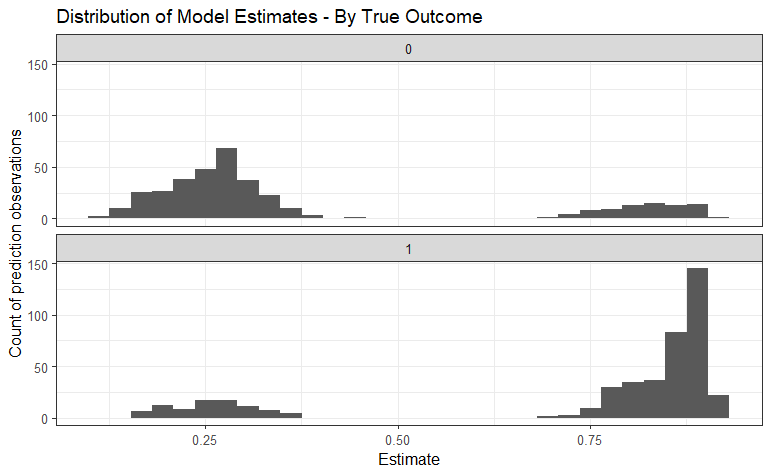 Distribution of Model Estimates - By True Outcome
0
150
100
50
0
1
150
100
50
0
0.25 0.50 0.75
Estimate
Count of prediction observations